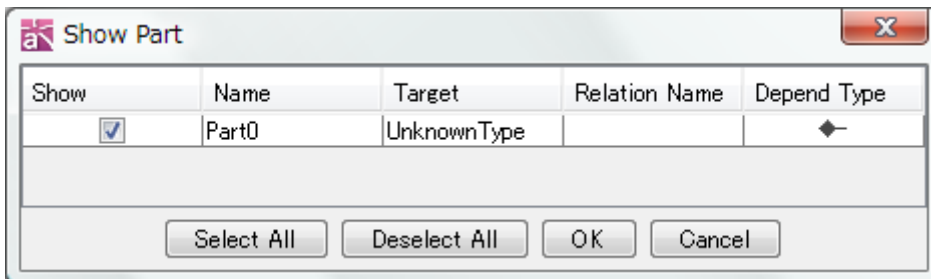 Show Part
Show Name Target Relation Name Depend Type
Part0 UnknownType
Select All Deselect All OK Cancel